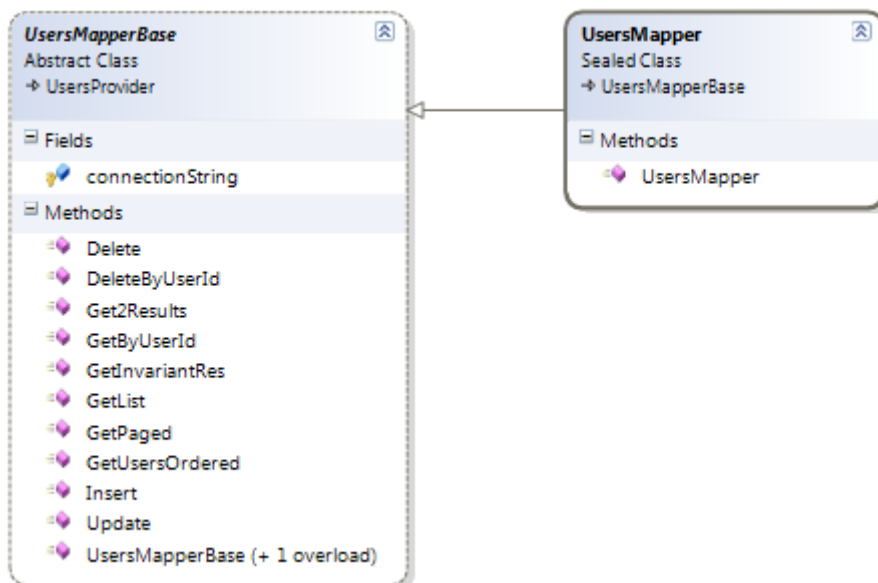 UsersMapperBase
Abstract Class
UsersProvider
Fields
connectionString
Methods
Delete
DeleteByUserId
Get2Results
GetByUserId
GetInvariantRes
GetList
GetPaged
GetUsersOrdered
Insert
Update
UsersMapperBase (+ 1 overload)
UsersMapper
Sealed Class
UsersMapperBase
Methods
UsersMapper